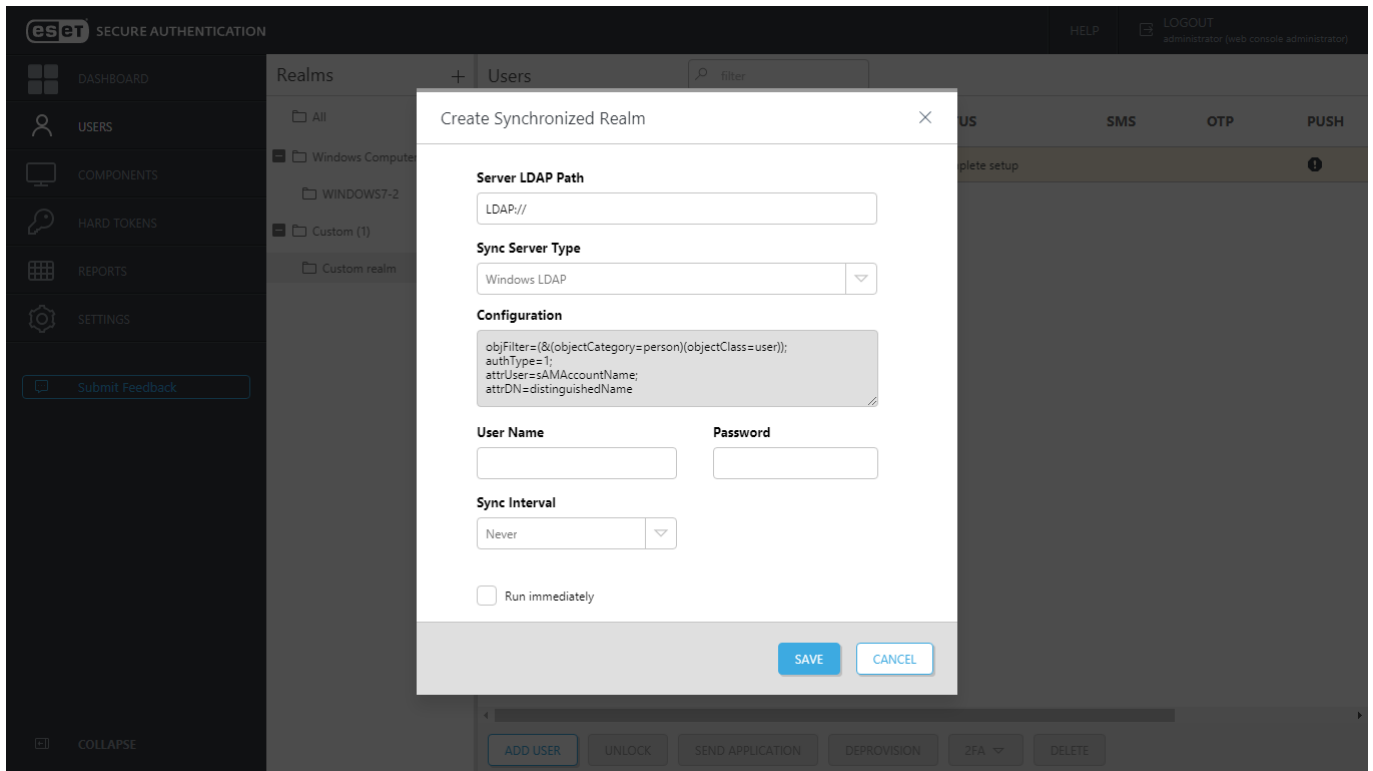 eset SECURE AUTHENTICATION
HELP
LOGOUT
administrator (web console administrator)
DASHBOARD
USERS
COMPONENTS
HARD TOKENS
REPORTS
SETTINGS
Submit Feedback
COLLAPSE
Realms +
All
Windows Computer
WINDOWS7-2
Custom (1)
Custom realm
Users
filter
TUS SMS OTP PUSH
plete setup
Create Synchronized Realm
Server LDAP Path
LDAP://
Sync Server Type
Windows LDAP
Configuration
objFilter=(&(objectCategory=person)(objectClass=user));
authType=1;
attrUser=sAMAccountName;
attrDN=distinguishedName
User Name Password
Sync Interval
Never
Run immediately
SAVE CANCEL
ADD USER UNLOCK SEND APPLICATION DEPROVISION 2FA DELETE